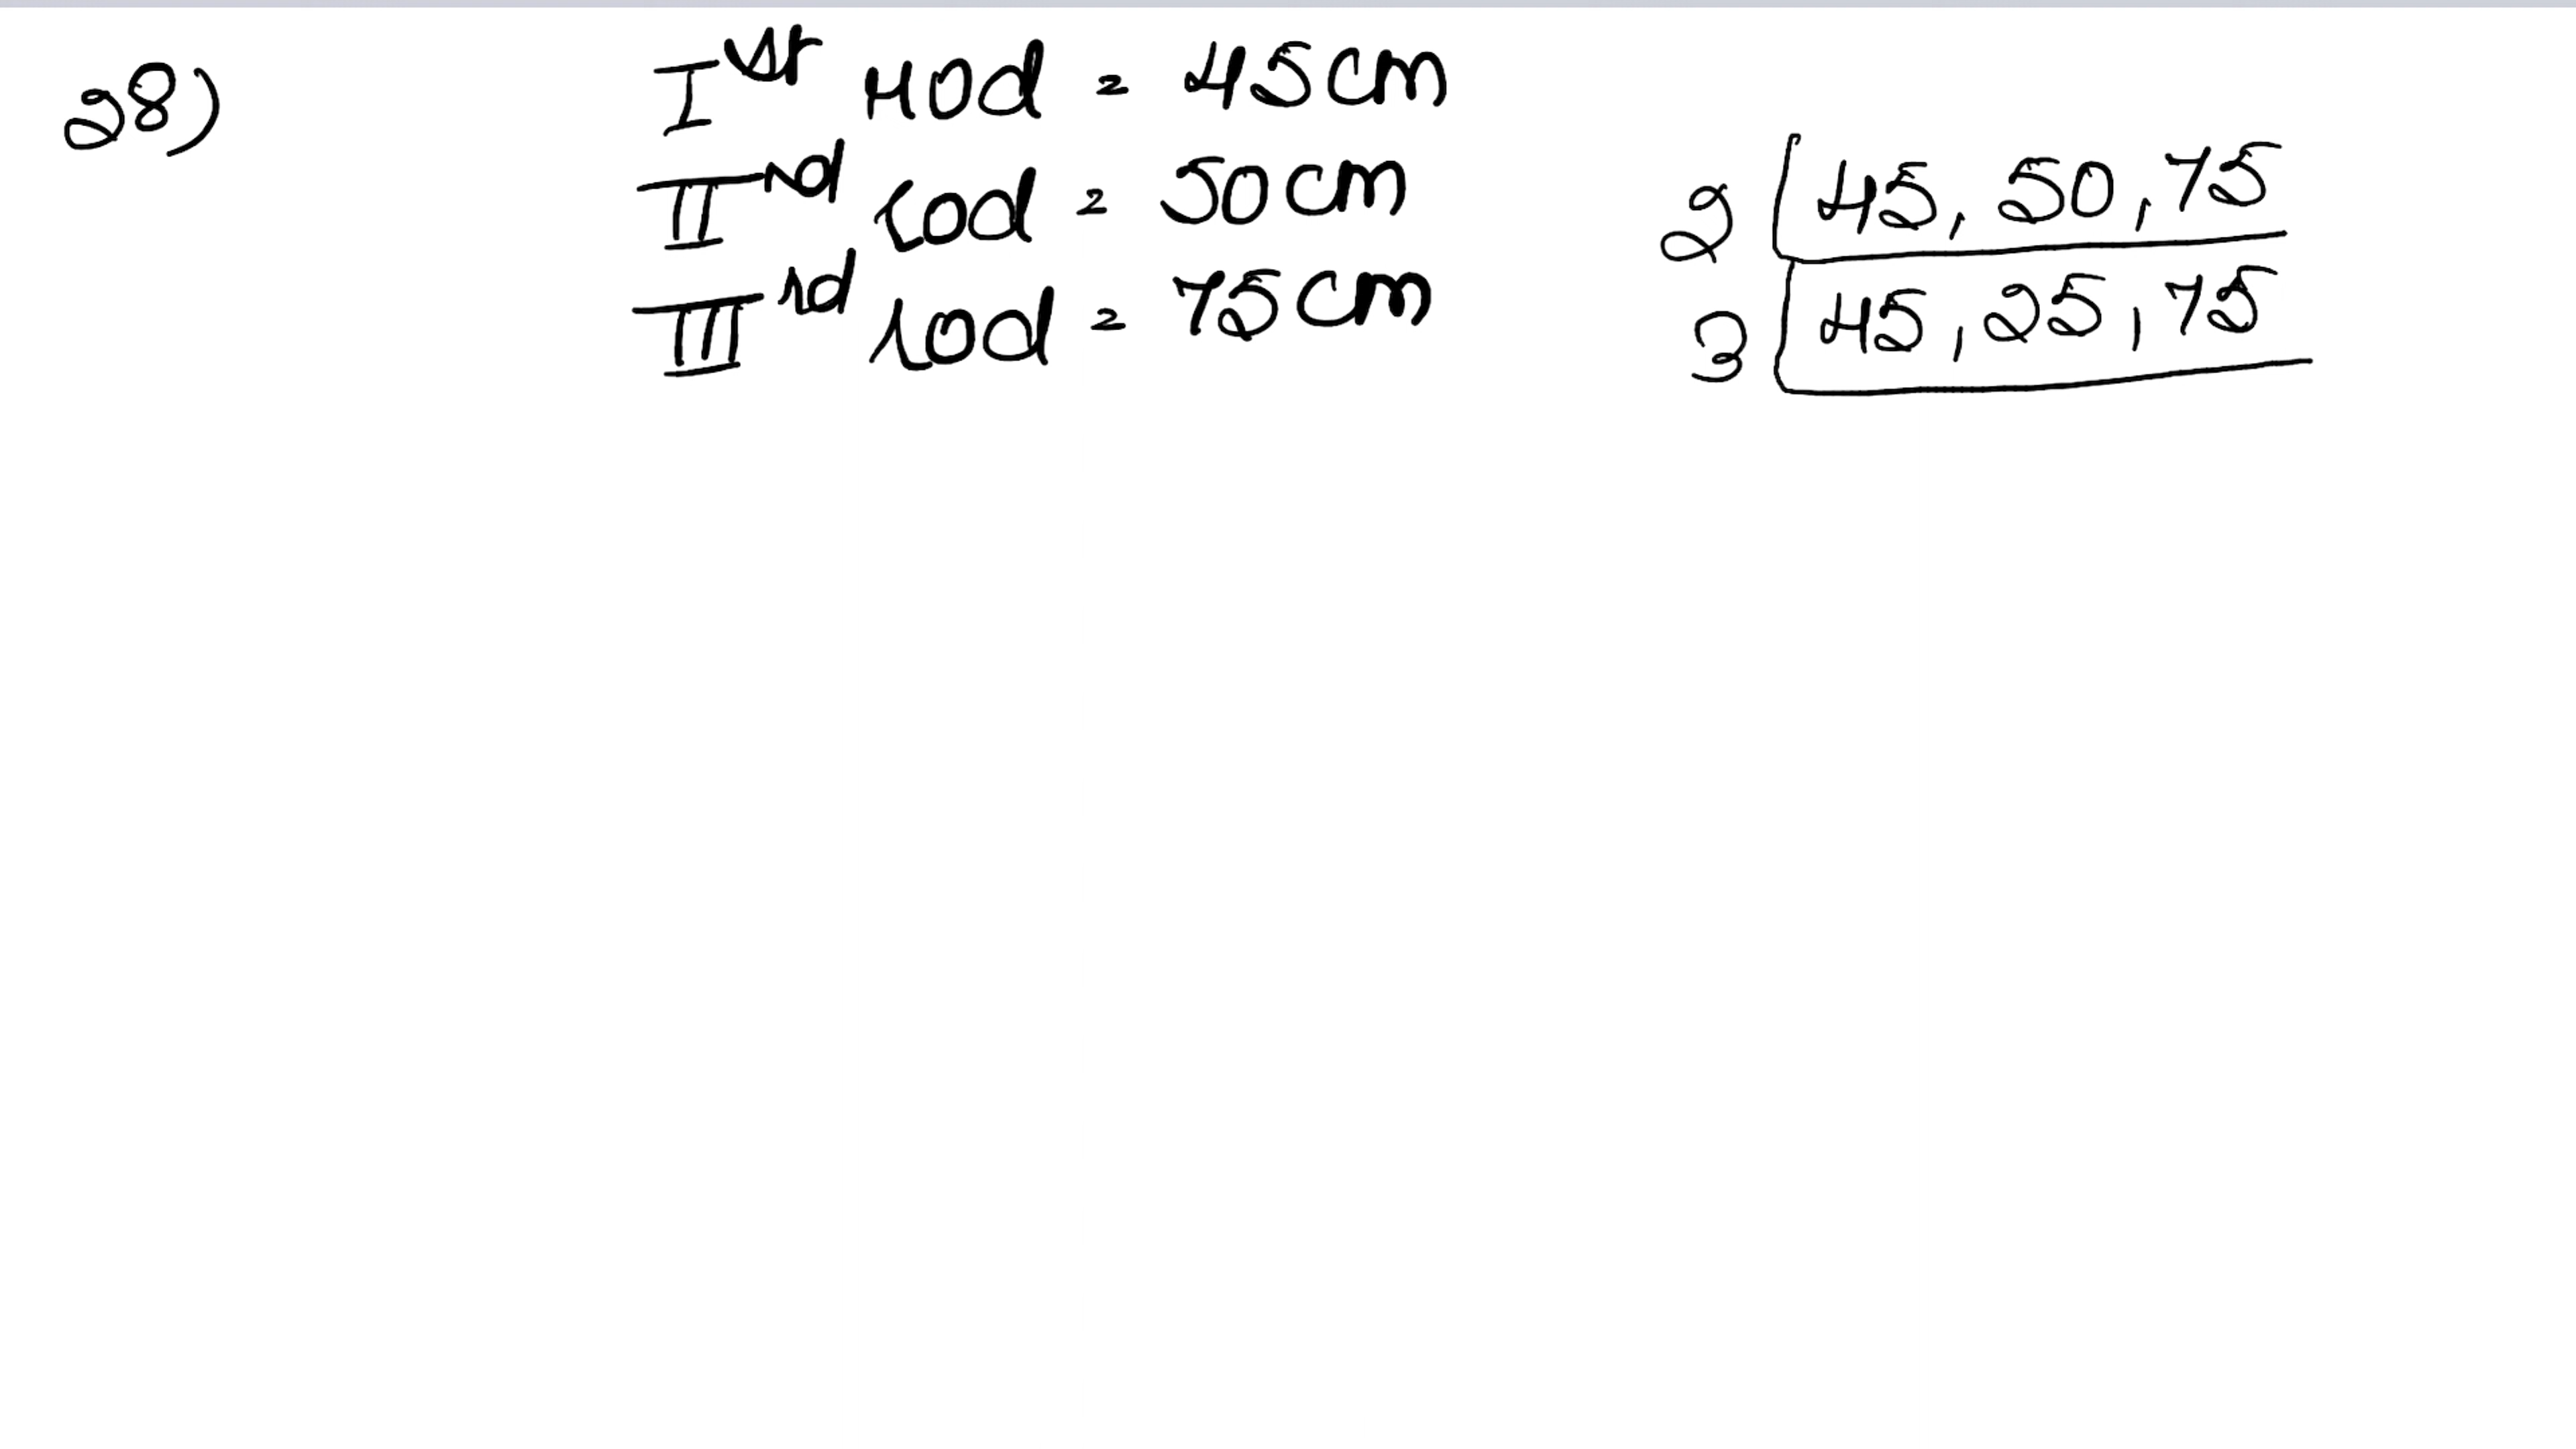 28)
Ist rod = 45cm
IInd rod = 50cm
IIIrd rod = 75cm
2 45, 50, 75
3 45, 25, 75